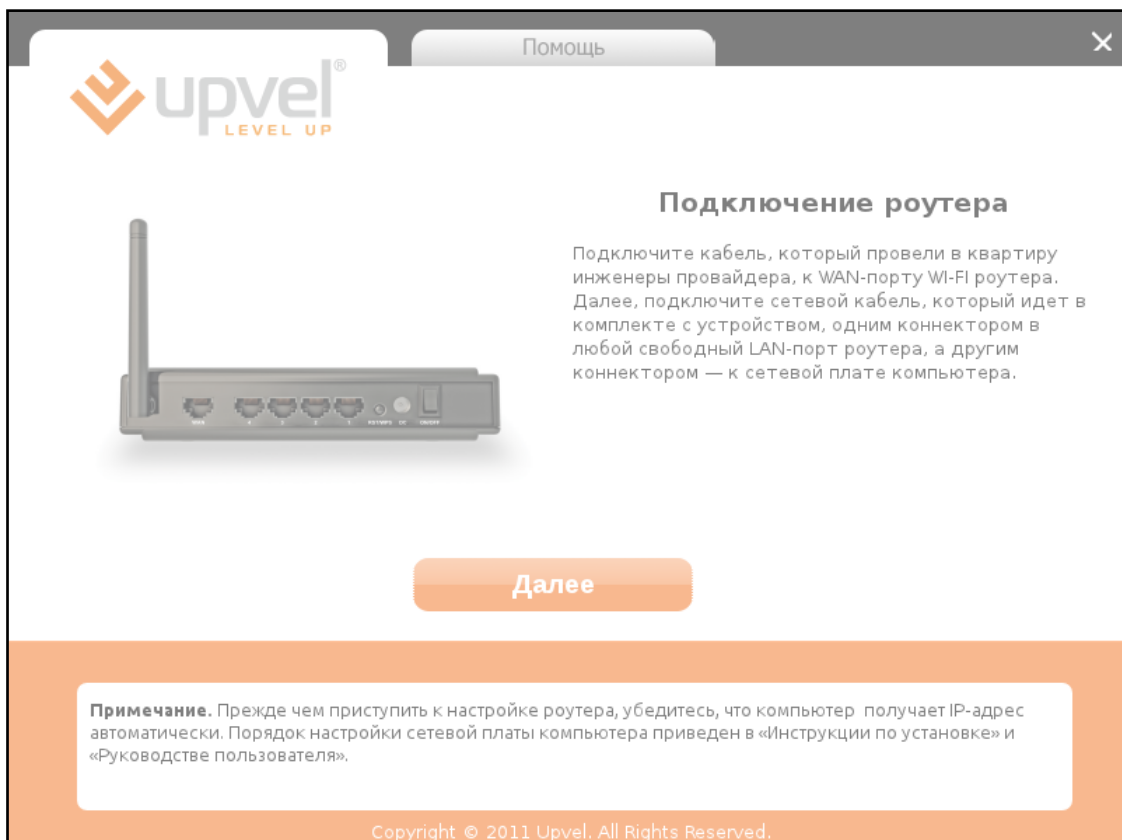 Помощь
upvel®
LEVEL UP
Подключение роутера
Подключите кабель, который провели в квартиру
инженеры провайдера, к WAN-порту WI-FI роутера.
Далее, подключите сетевой кабель, который идет в
комплекте с устройством, одним коннектором в
любой свободный LAN-порт роутера, а другим
коннектором — к сетевой плате компьютера.
WAN
ON/OFF
Далее
Примечание. Прежде чем приступить к настройке роутера, убедитесь, что компьютер получает IP-адрес
автоматически. Порядок настройки сетевой платы компьютера приведен в «Инструкции по установке» и
«Руководстве пользователя».
Copyright © 2011 Upvel. All Rights Reserved.